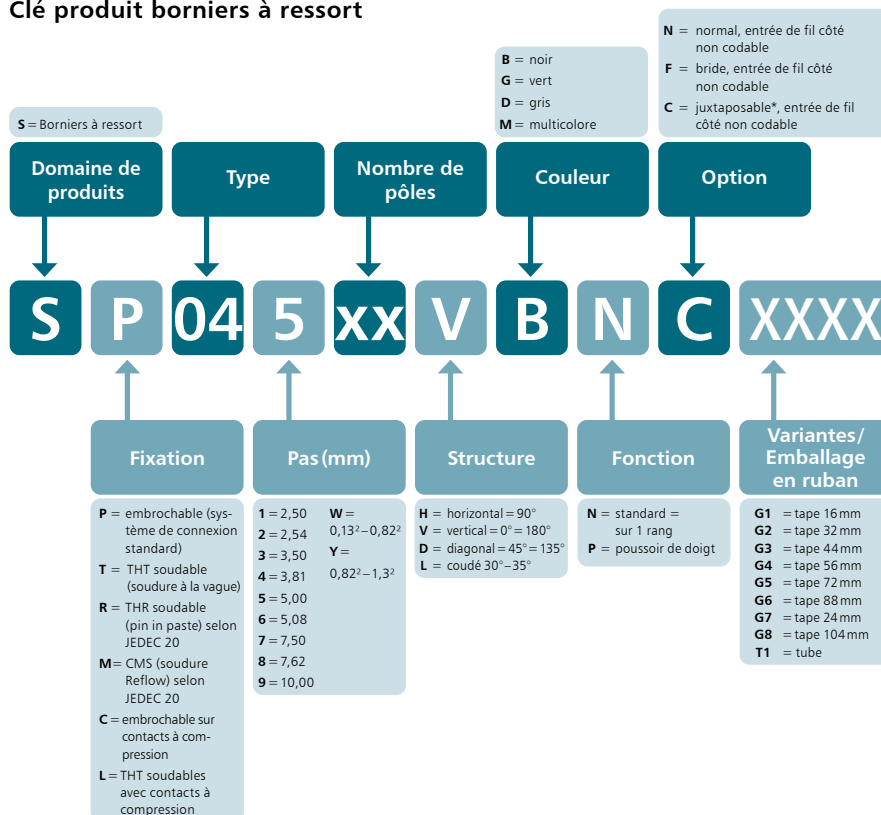 Clé produit borniers à ressort
S = Borniers à ressort
B = noir
G = vert
D = gris
M = multicolore
N = normal, entrée de fil côté
non codable
F = bride, entrée de fil côté
non codable
C = juxtaposable*, entrée de fil
côté non codable
Domaine de
produits
Type
Nombre de
pôles
Couleur
Option
S P 04 5 xx V B N C XXXX
Fixation
P = embrochable (sys-
tème de connexion
standard)
T = THT soudable
(soudure à la vague)
R = THR soudable
(pin in paste) selon
JEDEC 20
M = CMS (soudure
Reflow) selon
JEDEC 20
C = embrochable sur
contacts à com-
pression
L = THT soudables
avec contacts à
compression
Pas (mm)
1 = 2,50
2 = 2,54
3 = 3,50
4 = 3,81
5 = 5,00
6 = 5,08
7 = 7,50
8 = 7,62
9 = 10,00
W =
0,13²–0,82²
Y =
0,82²–1,3²
Structure
H = horizontal = 90°
V = vertical = 0° = 180°
D = diagonal = 45° = 135°
L = coudé 30°–35°
Fonction
N = standard =
sur 1 rang
P = poussoir de doigt
Variantes/
Emballage
en ruban
G1 = tape 16 mm
G2 = tape 32 mm
G3 = tape 44 mm
G4 = tape 56 mm
G5 = tape 72 mm
G6 = tape 88 mm
G7 = tape 24 mm
G8 = tape 104 mm
T1 = tube